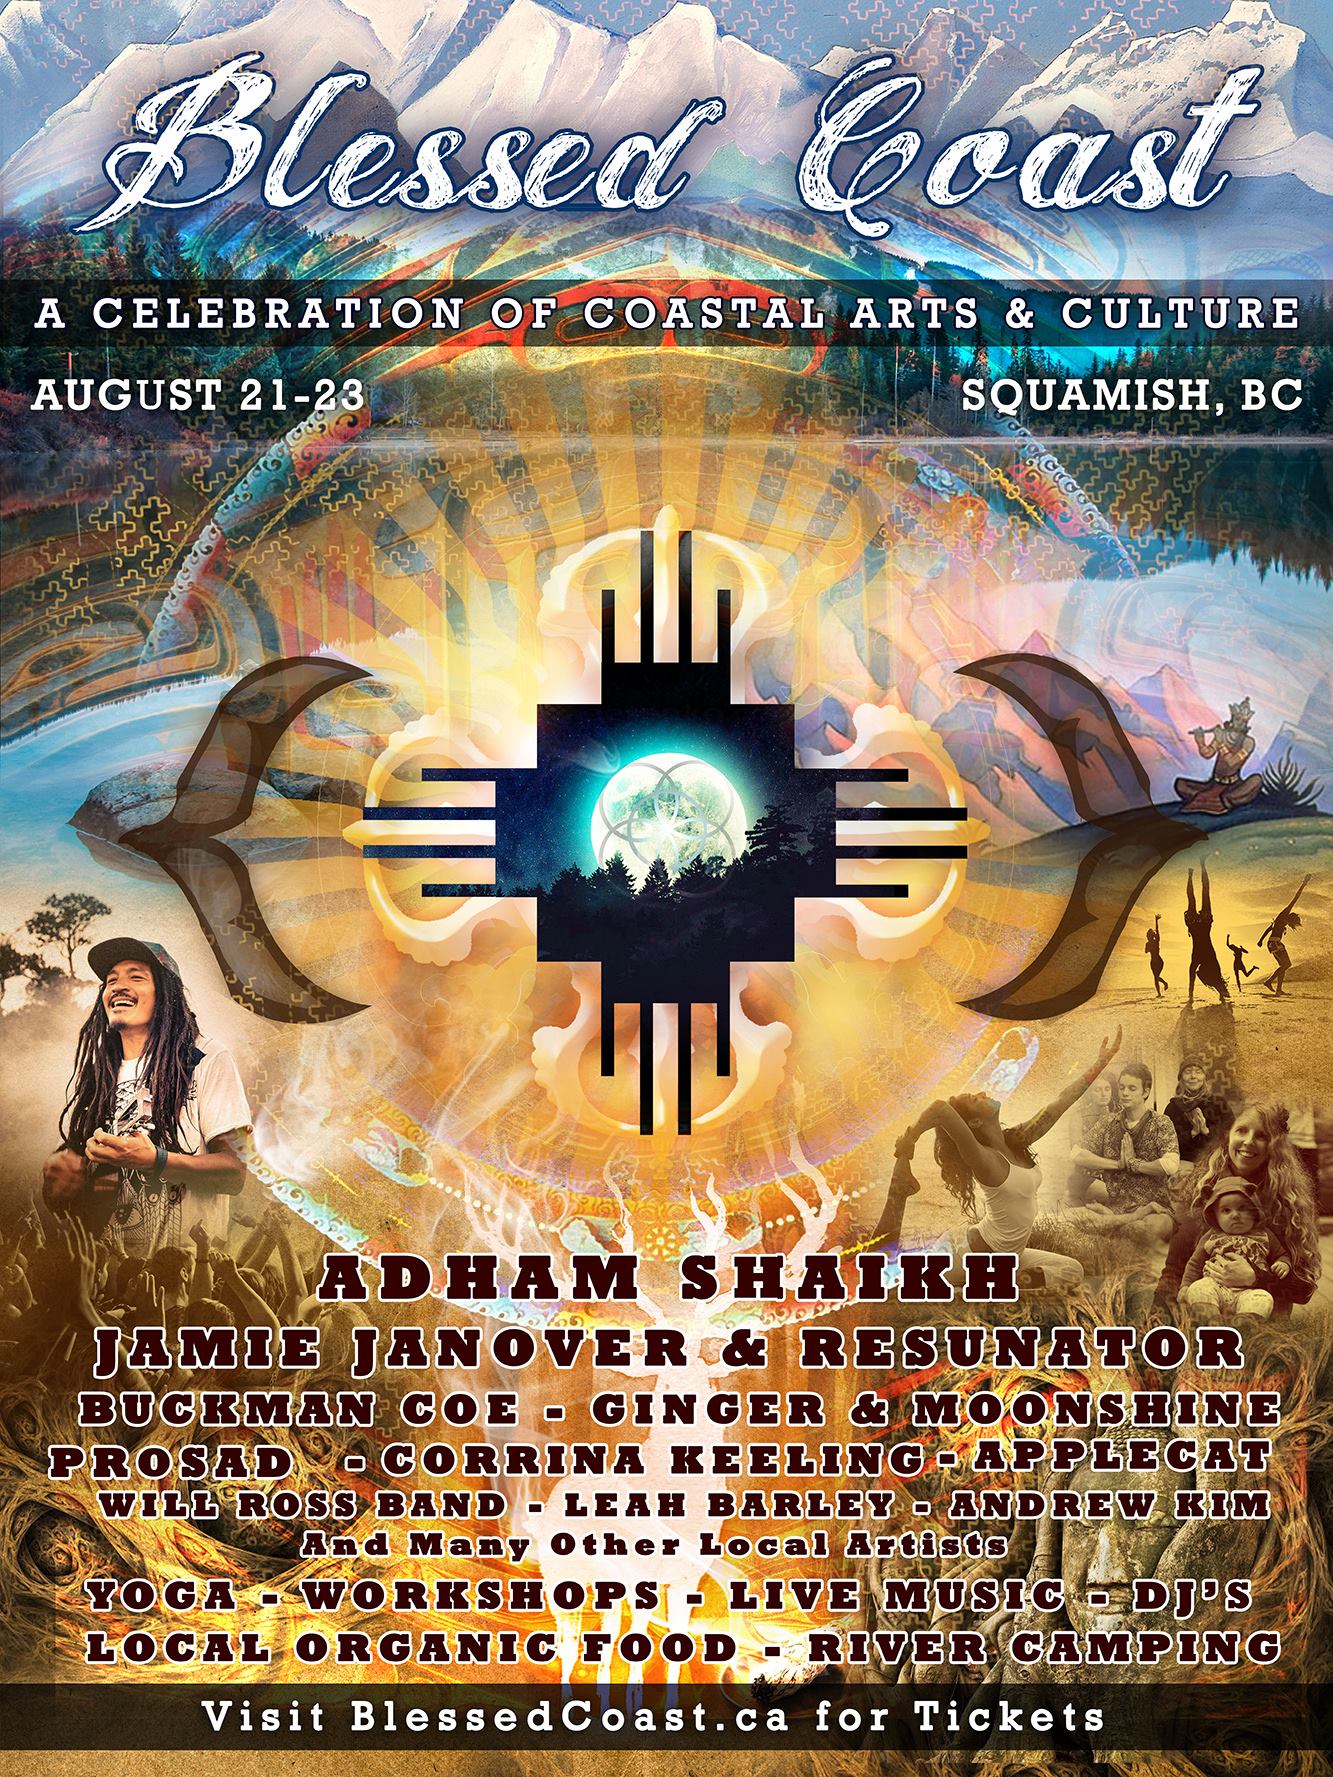 Blessed Coast
A CELEBRATION OF COASTAL ARTS & CULTURE
AUGUST 21-23
SQUAMISH, BC
ADHAM SHAIKH
JAMIE JANOVER & RESUNATOR
BUCKMAN COE - GINGER & MOONSHINE
PROSAD - CORRINA KEELING - APPLECAT
WILL ROSS BAND - LEAH BARLEY - ANDREW KIM
And Many Other Local Artists
YOGA - WORKSHOPS - LIVE MUSIC - DJ'S
LOCAL ORGANIC FOOD - RIVER CAMPING
Visit BlessedCoast.ca for Tickets